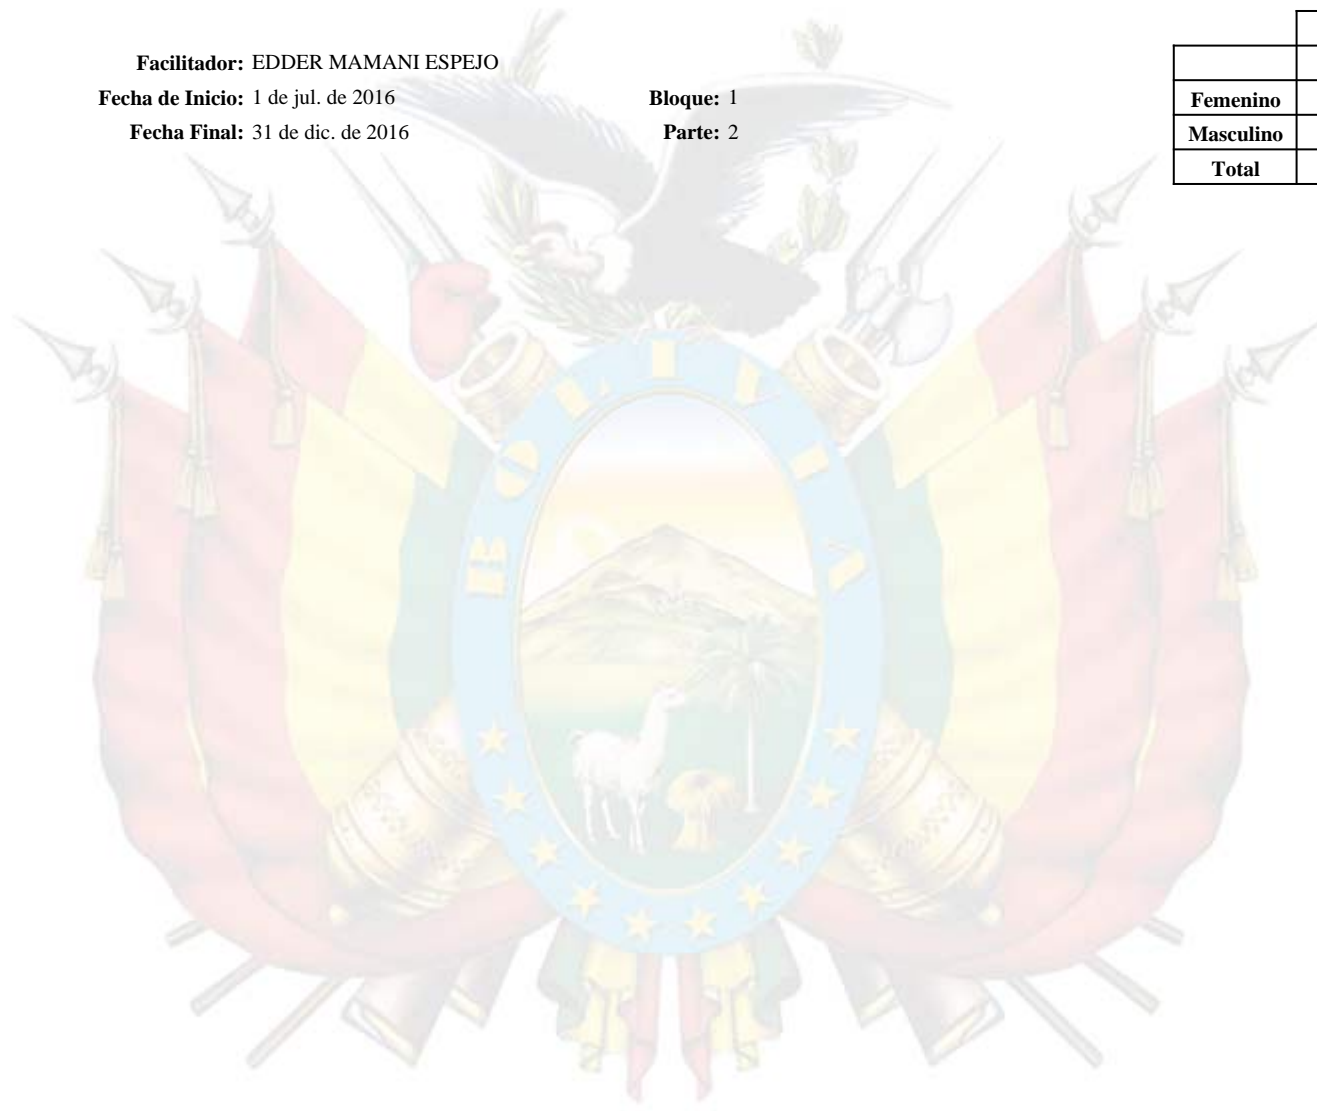 Facilitador: EDDER MAMANI ESPEJO
Fecha de Inicio: 1 de jul. de 2016 Bloque: 1
Fecha Final: 31 de dic. de 2016 Parte: 2
Femenino
Masculino
Total
BOLIVIA